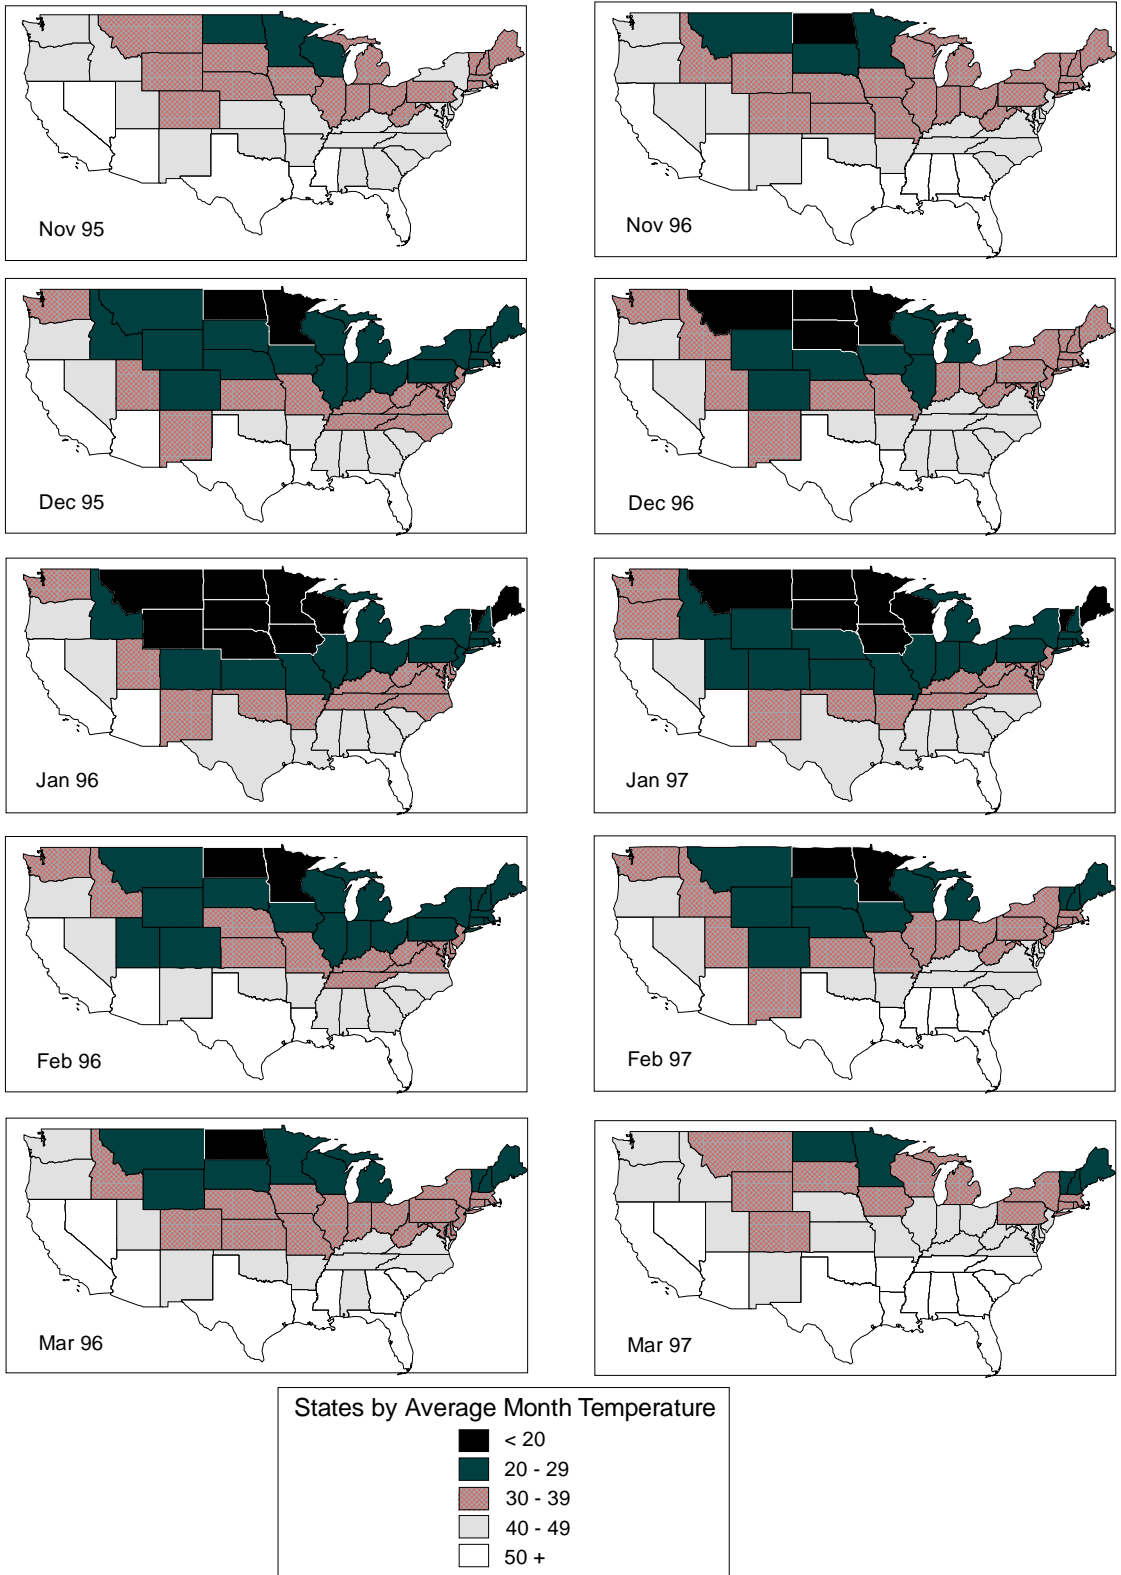 Nov 95
Nov 96
Dec 95
Dec 96
Jan 96
Jan 97
Feb 96
Feb 97
Mar 96
Mar 97
States by Average Month Temperature
< 20
20 - 29
30 - 39
40 - 49
50 +